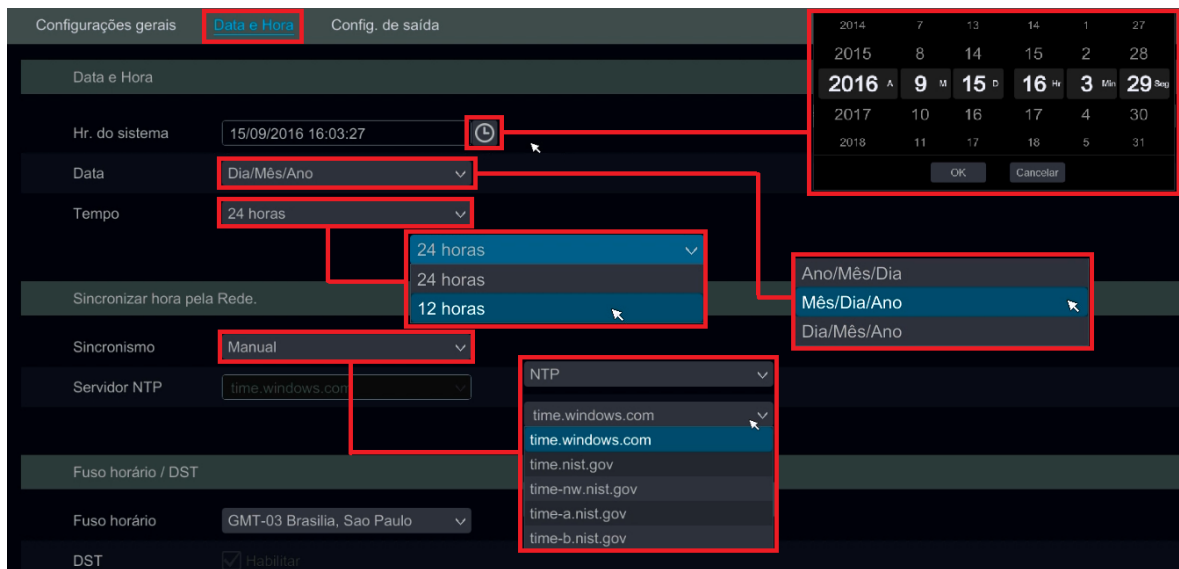 Configurações gerais Data e Hora Config. de saída
Data e Hora
Hr. do sistema 15/09/2016 16:03:27
Data Dia/Mês/Ano
Tempo 24 horas
24 horas
24 horas
12 horas
Sincronizar hora pela Rede.
Sincronismo Manual
Servidor NTP time.windows.com
Fuso horário / DST
Fuso horário GMT-03 Brasilia, Sao Paulo
DST Habilitar
2014 7 13 14 1 27
2015 8 14 15 2 28
2016 A 9 M 15 D 16 Hr 3 Min 29 Seg
2017 10 16 17 4 30
2018 11 17 18 5 31
OK Cancelar
Ano/Mês/Dia
Mês/Dia/Ano
Dia/Mês/Ano
NTP
time.windows.com
time.windows.com
time.nist.gov
time-nw.nist.gov
time-a.nist.gov
time-b.nist.gov